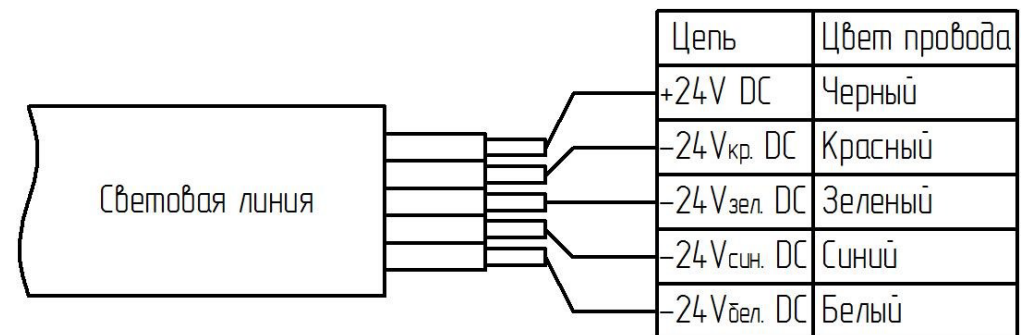 Световая линия
Цепь Цвет провода
+24V DC Черный
-24Vкр. DC Красный
-24Vзел. DC Зеленый
-24Vсин. DC Синий
-24Vбел. DC Белый